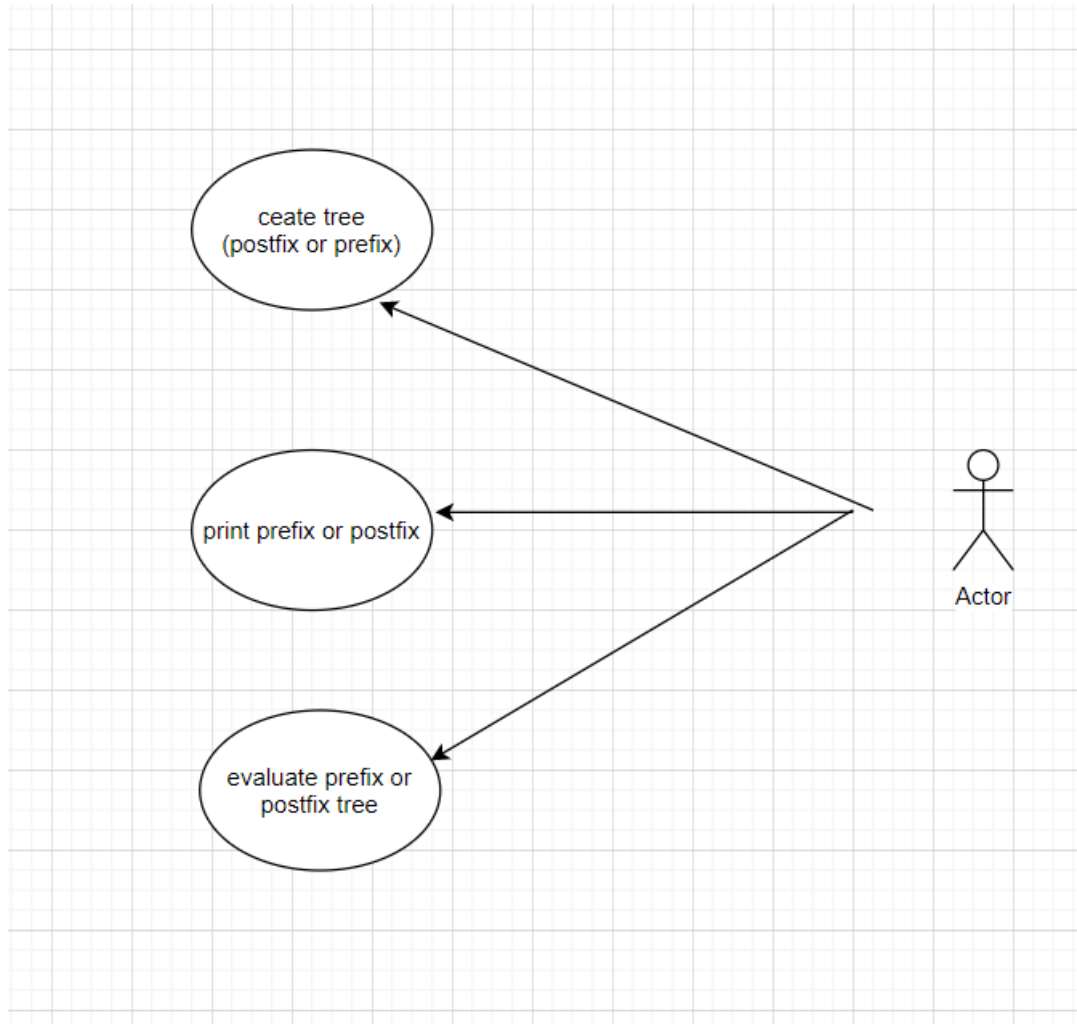 ceate tree
(postfix or prefix)
print prefix or postfix
Actor
evaluate prefix or
postfix tree